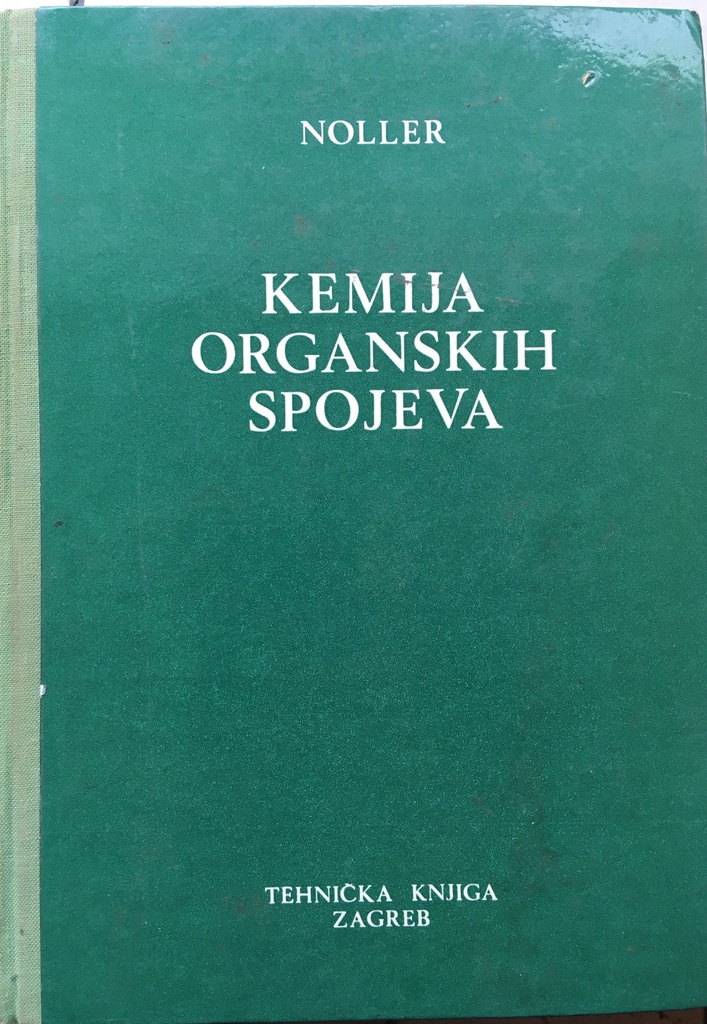 NOLLER
KEMIJA
ORGANSKIH
SPOJEVA
TEHNIČKA KNJIGA
ZAGREB